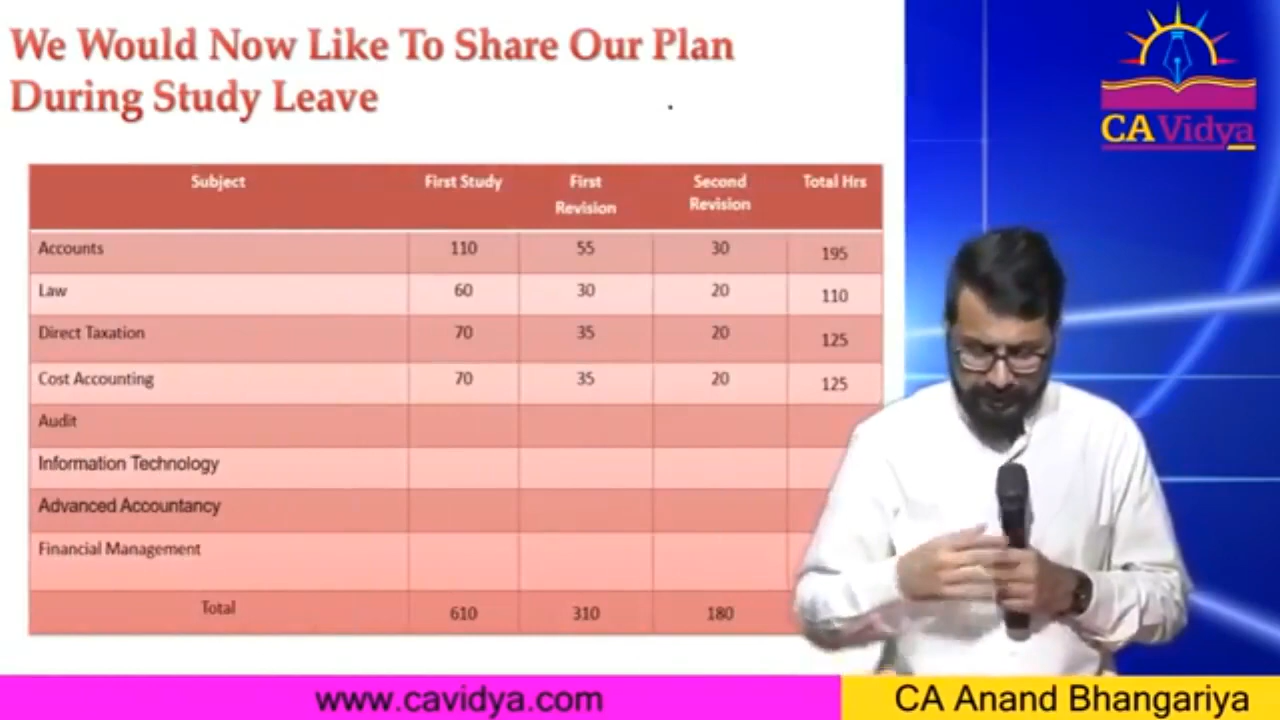 We Would Now Like To Share Our Plan
During Study Leave
CA Vidya
Subject First Study First Revision Second Revision Total Hrs
Accounts 110 55 30 195
Law 60 30 20 110
Direct Taxation 70 35 20 125
Cost Accounting 70 35 20 125
Audit
Information Technology
Advanced Accountancy
Financial Management
Total 610 310 180
www.cavidya.com
CA Anand Bhangariya